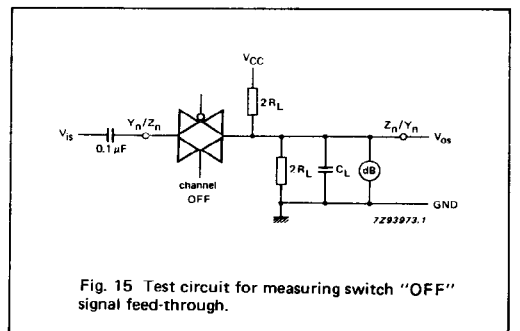 VCC
2RL
Vis
0.1 µF
Yn/Zn
channel
OFF
2RL
CL
dB
Zn/Yn
Vos
GND
7Z93973.1
Fig. 15 Test circuit for measuring switch "OFF"
signal feed-through.